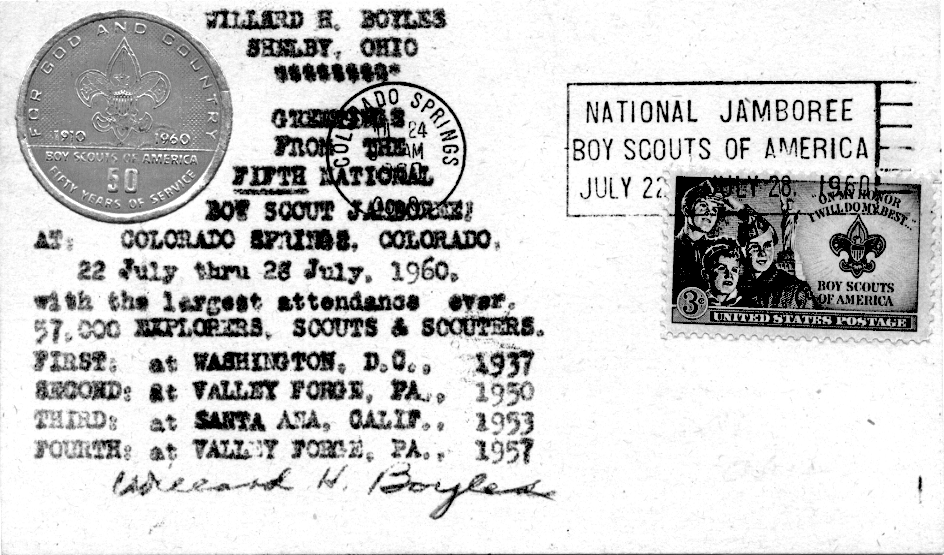 WILLARD H. BOYLES
SHELBY, OHIO
**********
GREETINGS
FROM THE
FIFTH NATIONAL
BOY SCOUT JAMBOREE!
AT: COLORADO SPRINGS, COLORADO.
22 July thru 28 July, 1960.
with the largest attendance ever.
57,000 EXPLORERS, SCOUTS & SCOUTERS.
FIRST: at WASHINGTON, D.C., 1937
SECOND: at VALLEY FORGE, PA., 1950
THIRD: at SANTA ANA, CALIF., 1953
FOURTH: at VALLEY FORGE, PA., 1957
Willard H. Boyles
FOR GOD AND COUNTRY
1910 1960
BOY SCOUTS OF AMERICA
50
FIFTY YEARS OF SERVICE
COLORADO SPRINGS
24
AM
COLO
NATIONAL JAMBOREE
BOY SCOUTS OF AMERICA
JULY 22 JULY 28, 1960
"ON MY HONOR
I WILL DO MY BEST..."
BOY SCOUTS
OF AMERICA
3¢
UNITED STATES POSTAGE